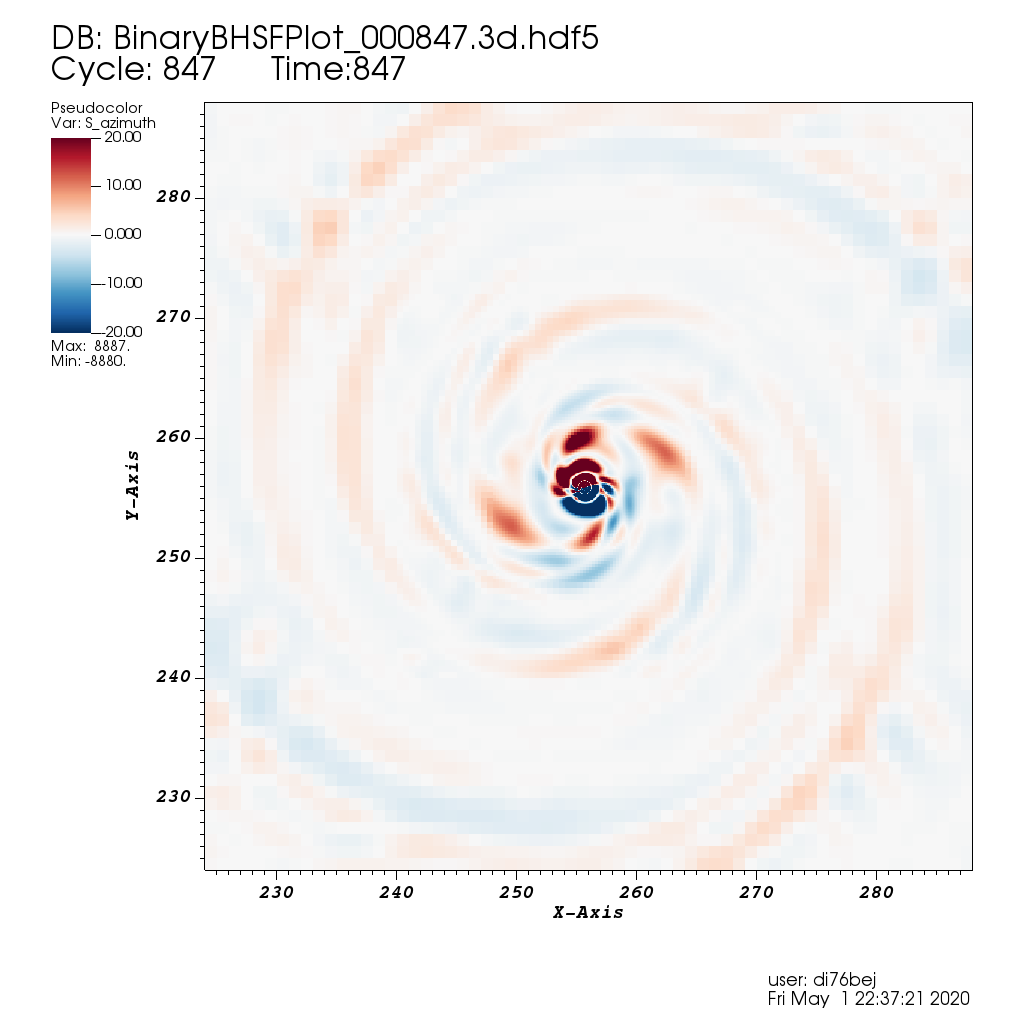 DB: BinaryBHSFPlot_000847.3d.hdf5
Cycle: 847 Time:847
Pseudocolor
Var: S_azimuth
20.00
10.00
0.000
-10.00
-20.00
Max: 8887.
Min: -8880.
280
270
260
250
240
230
Y-Axis
230 240 250 260 270 280
X-Axis
user: di76bej
Fri May 1 22:37:21 2020